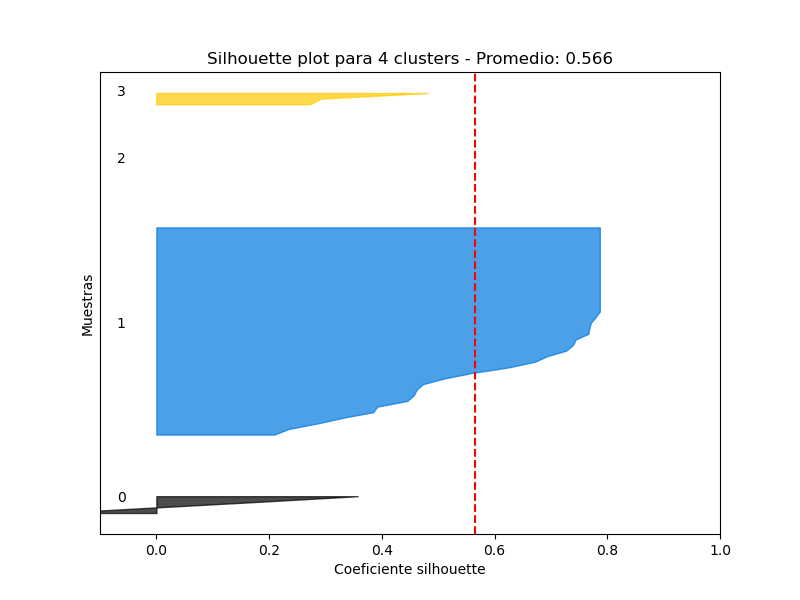 Silhouette plot para 4 clusters - Promedio: 0.566
3
2
1
0
Muestras
0.0 0.2 0.4 0.6 0.8 1.0
Coeficiente silhouette